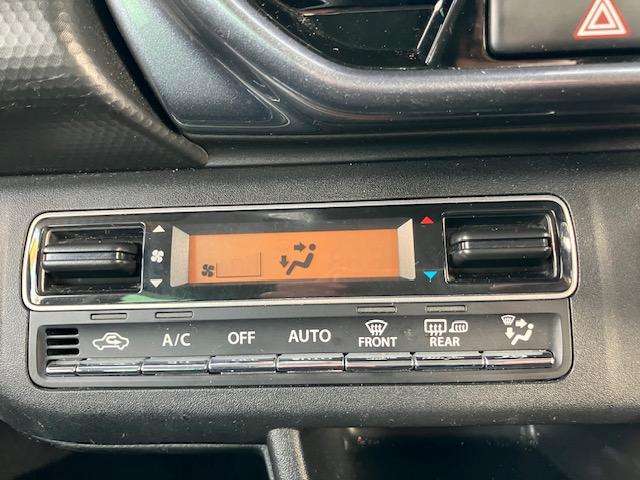 A/C OFF AUTO FRONT REAR